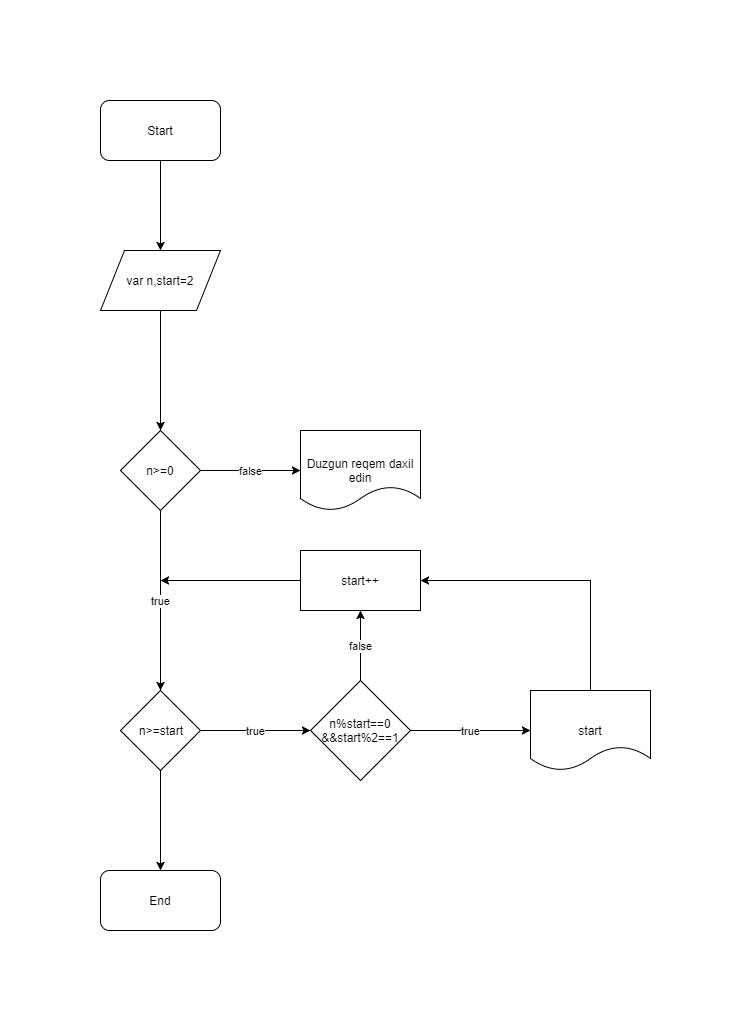 Start
var n,start=2
n>=0
false
Duzgun reqem daxil
edin
start++
true
false
n>=start
true
n%start==0
&&start%2==1
true
start
End